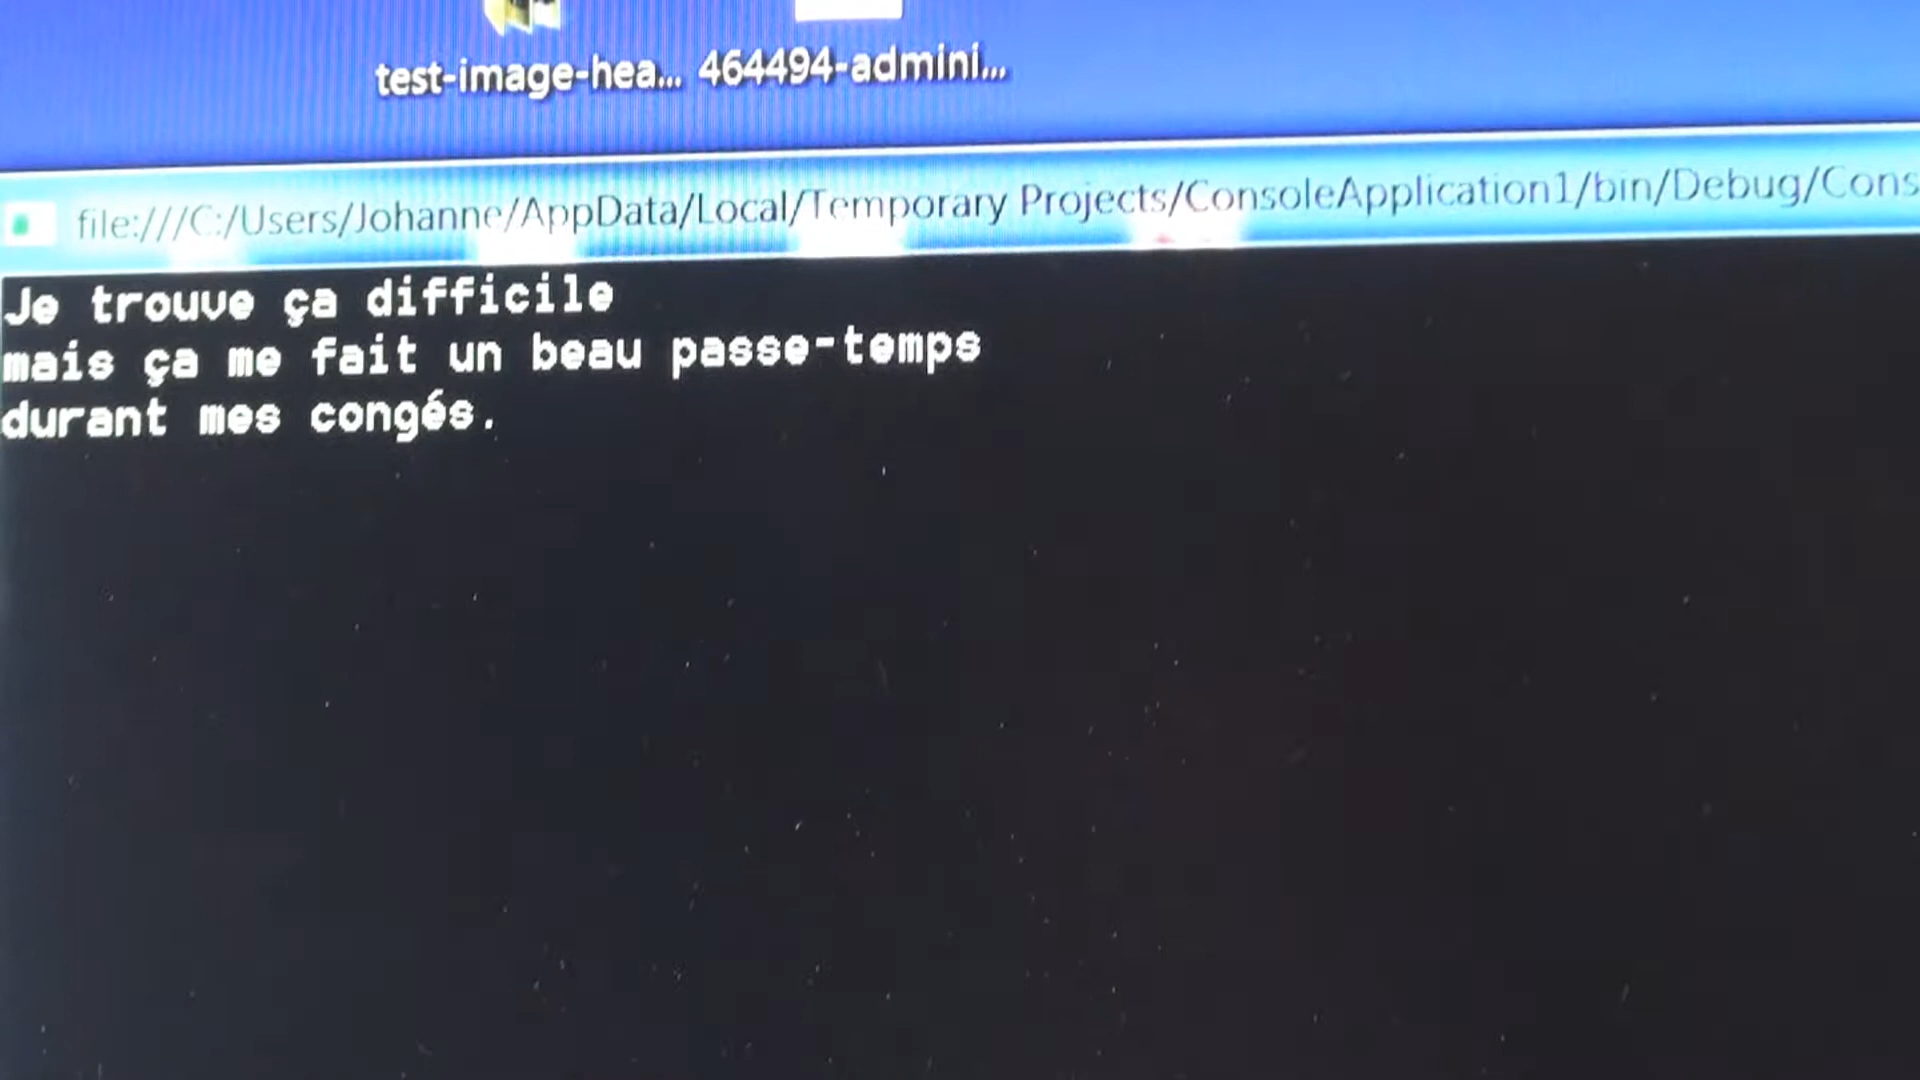 test-image-hea... 464494-admini...
file:///C:/Users/Johanne/AppData/Local/Temporary Projects/ConsoleApplication1/bin/Debug/Cons
Je trouve ça difficile
mais ça me fait un beau passe-temps
durant mes congés.